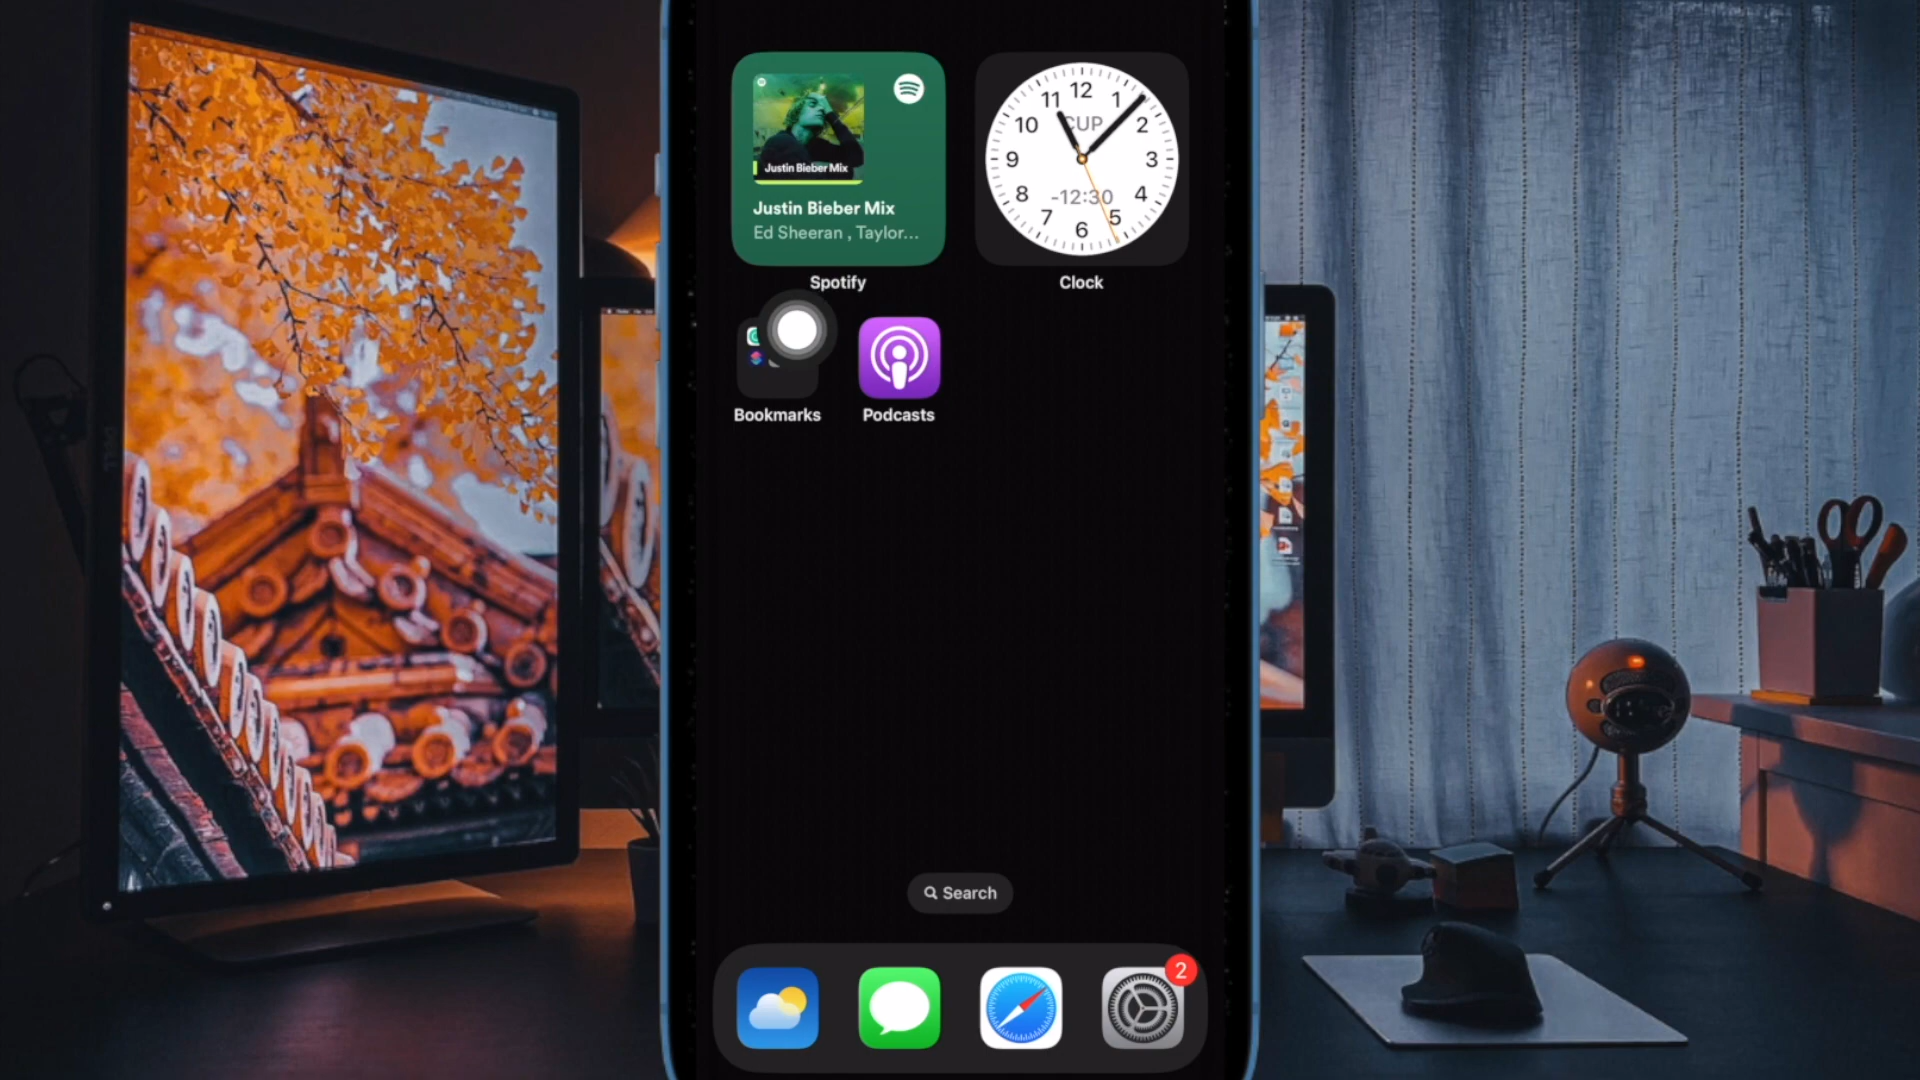 Justin Bieber Mix
Justin Bieber Mix
Ed Sheeran , Taylor...
Spotify
12
11
1
10
CUP
2
9
3
8
-12:30
4
7
5
6
Clock
Bookmarks
Podcasts
Search
2